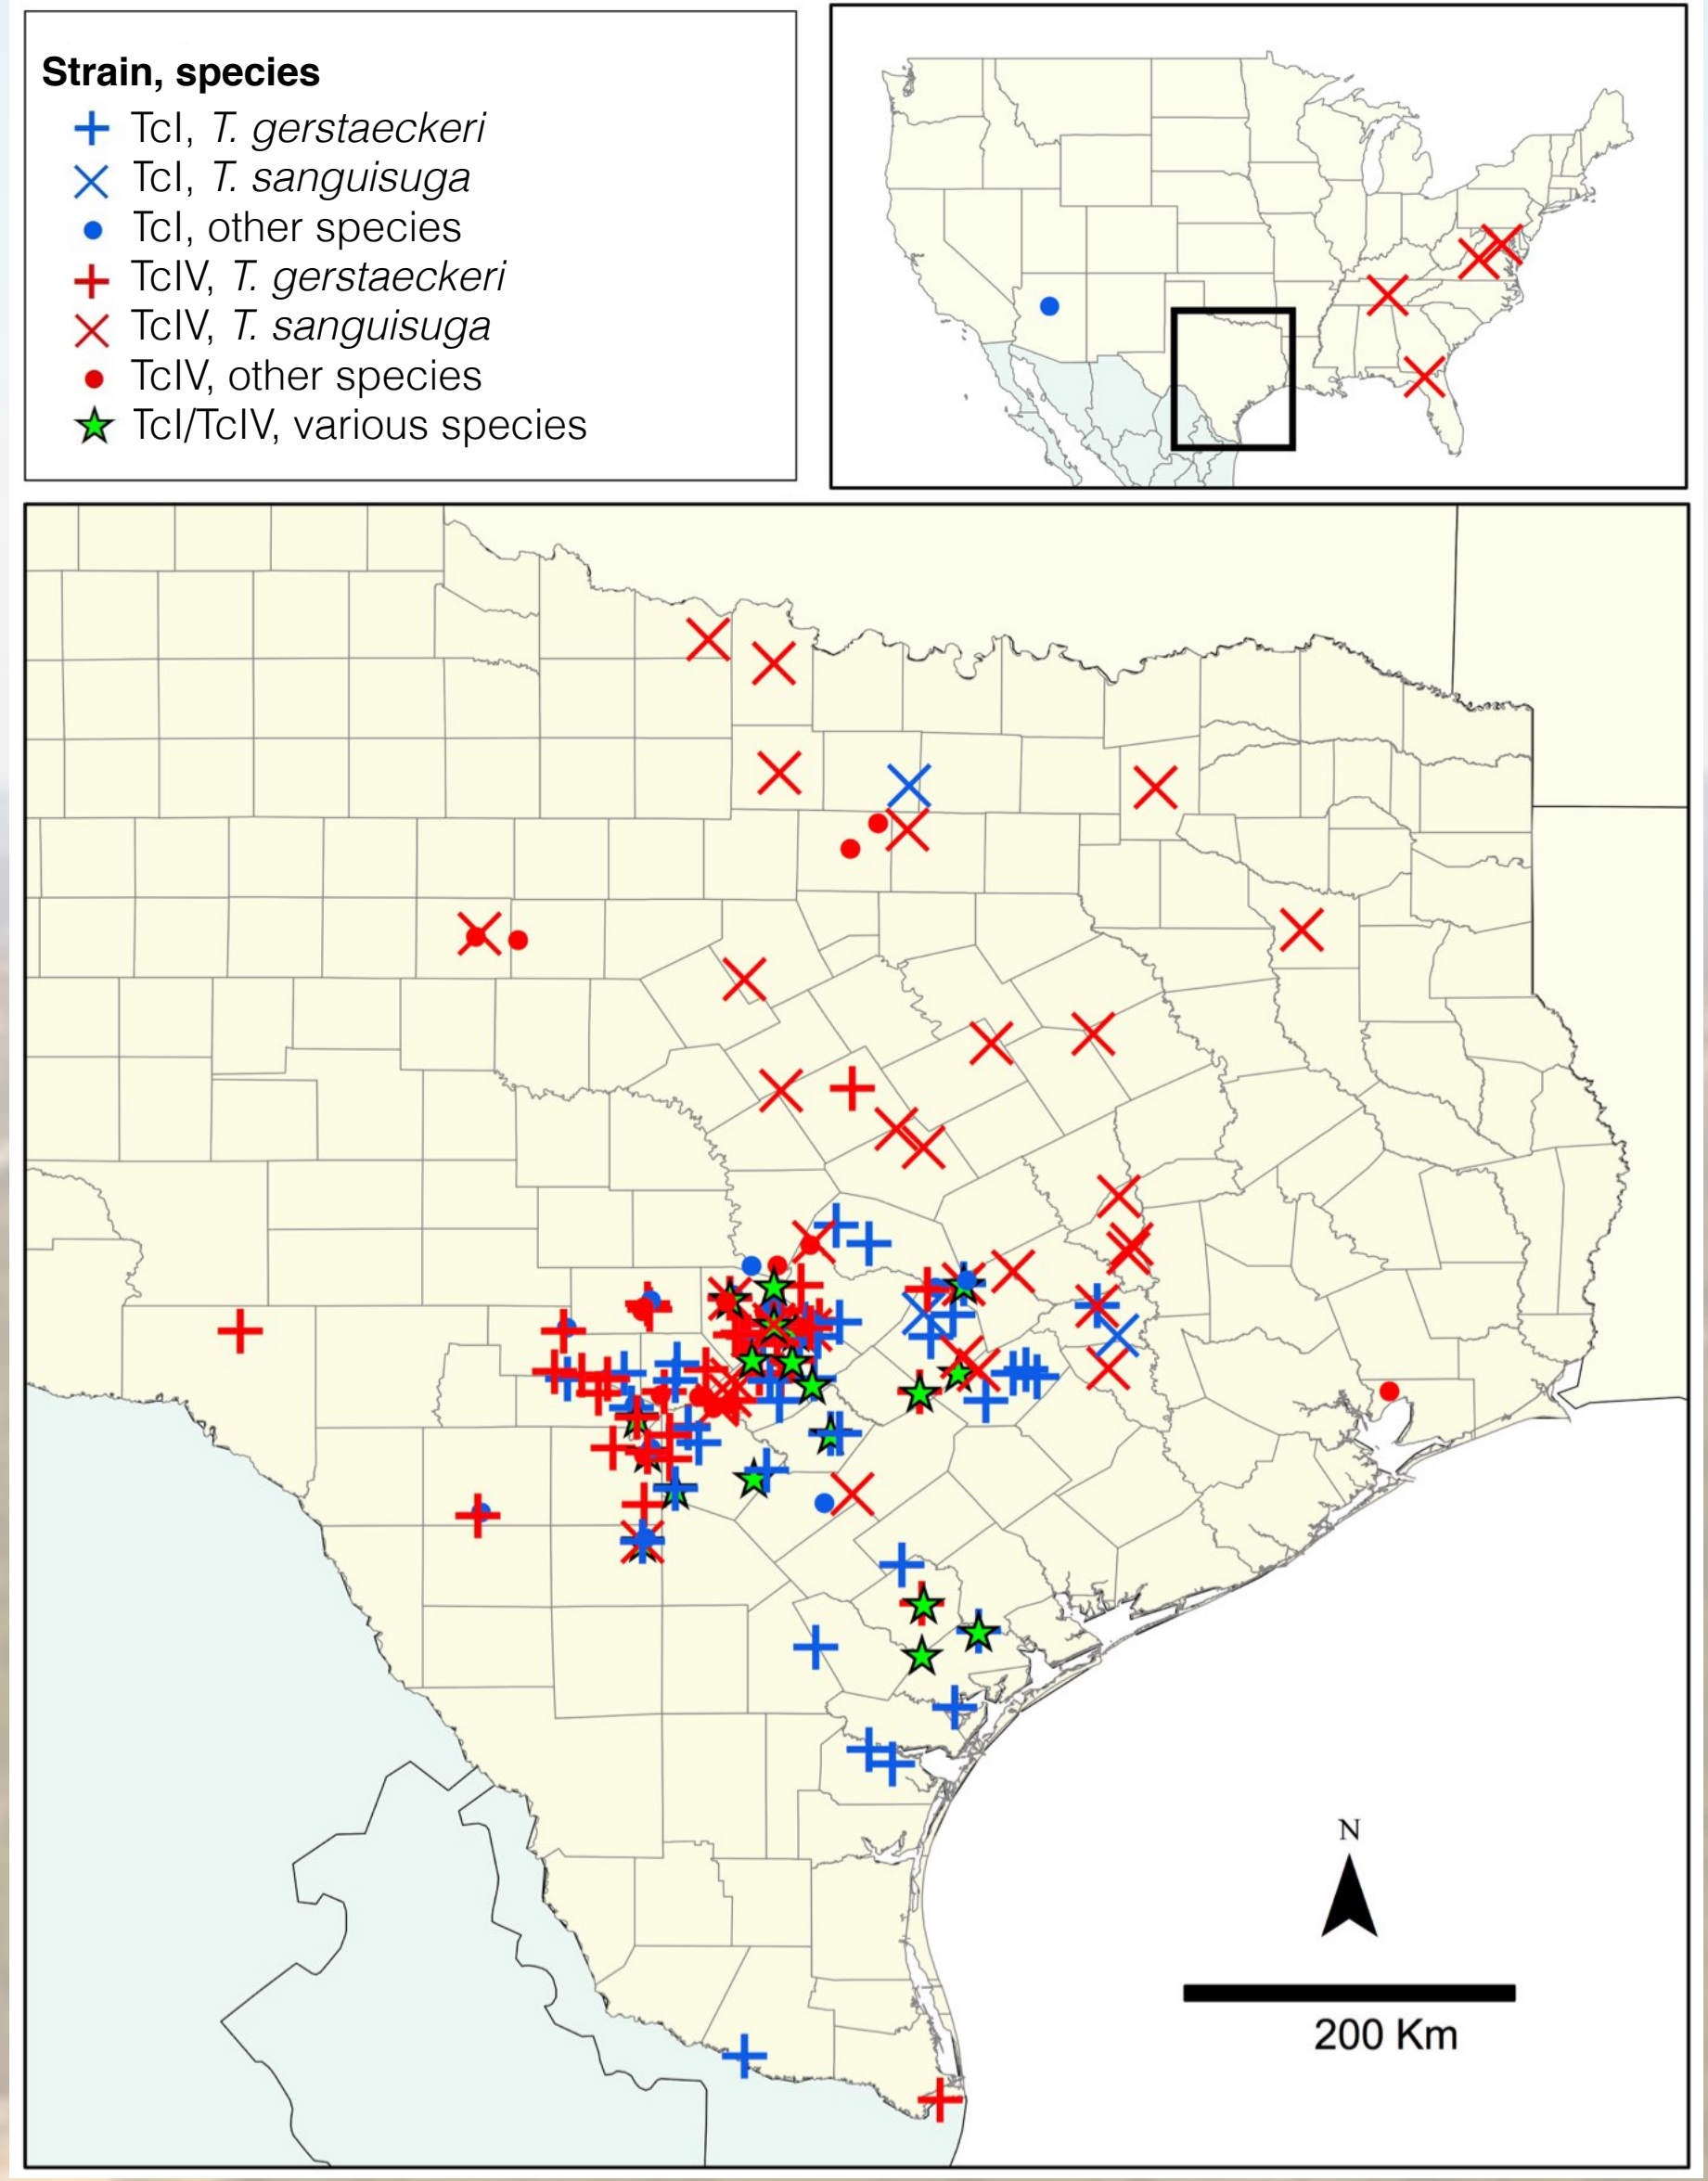 Strain, species
TcI, T. gerstaeckeri
TcI, T. sanguisuga
TcI, other species
TcIV, T. gerstaeckeri
TcIV, T. sanguisuga
TcIV, other species
TcI/TcIV, various species
N
200 Km